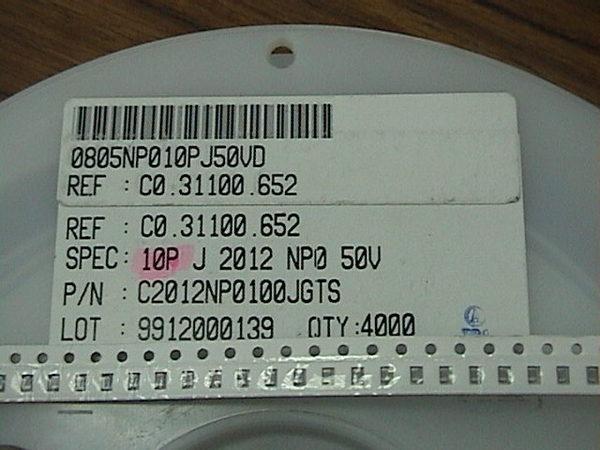 0805NP010PJ50VD
REF : C0.31100.652
REF : C0.31100.652
SPEC: 10P J 2012 NP0 50V
P/N : C2012NP0100JGTS
LOT : 9912000139 QTY:4000